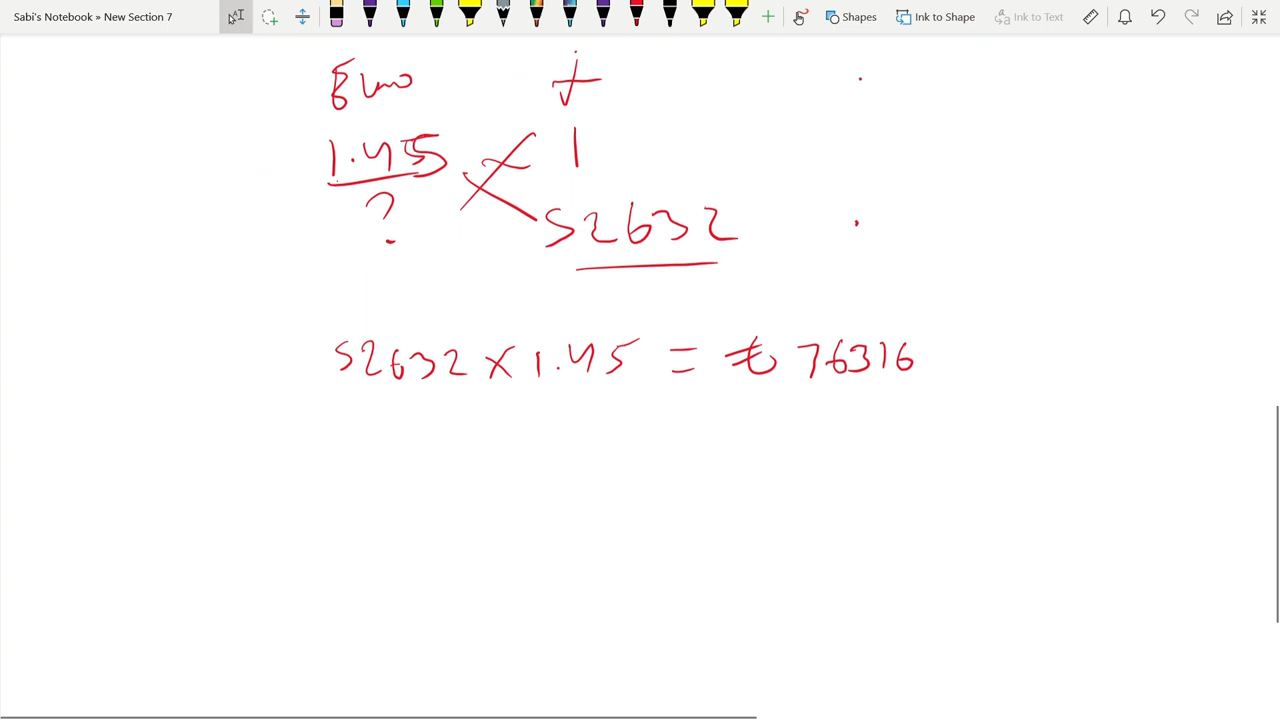 Sabi's Notebook » New Section 7
Shapes
Ink to Shape
Ink to Text
Euro
1.45 1
? 52632
52632 × 1.45 = 76316